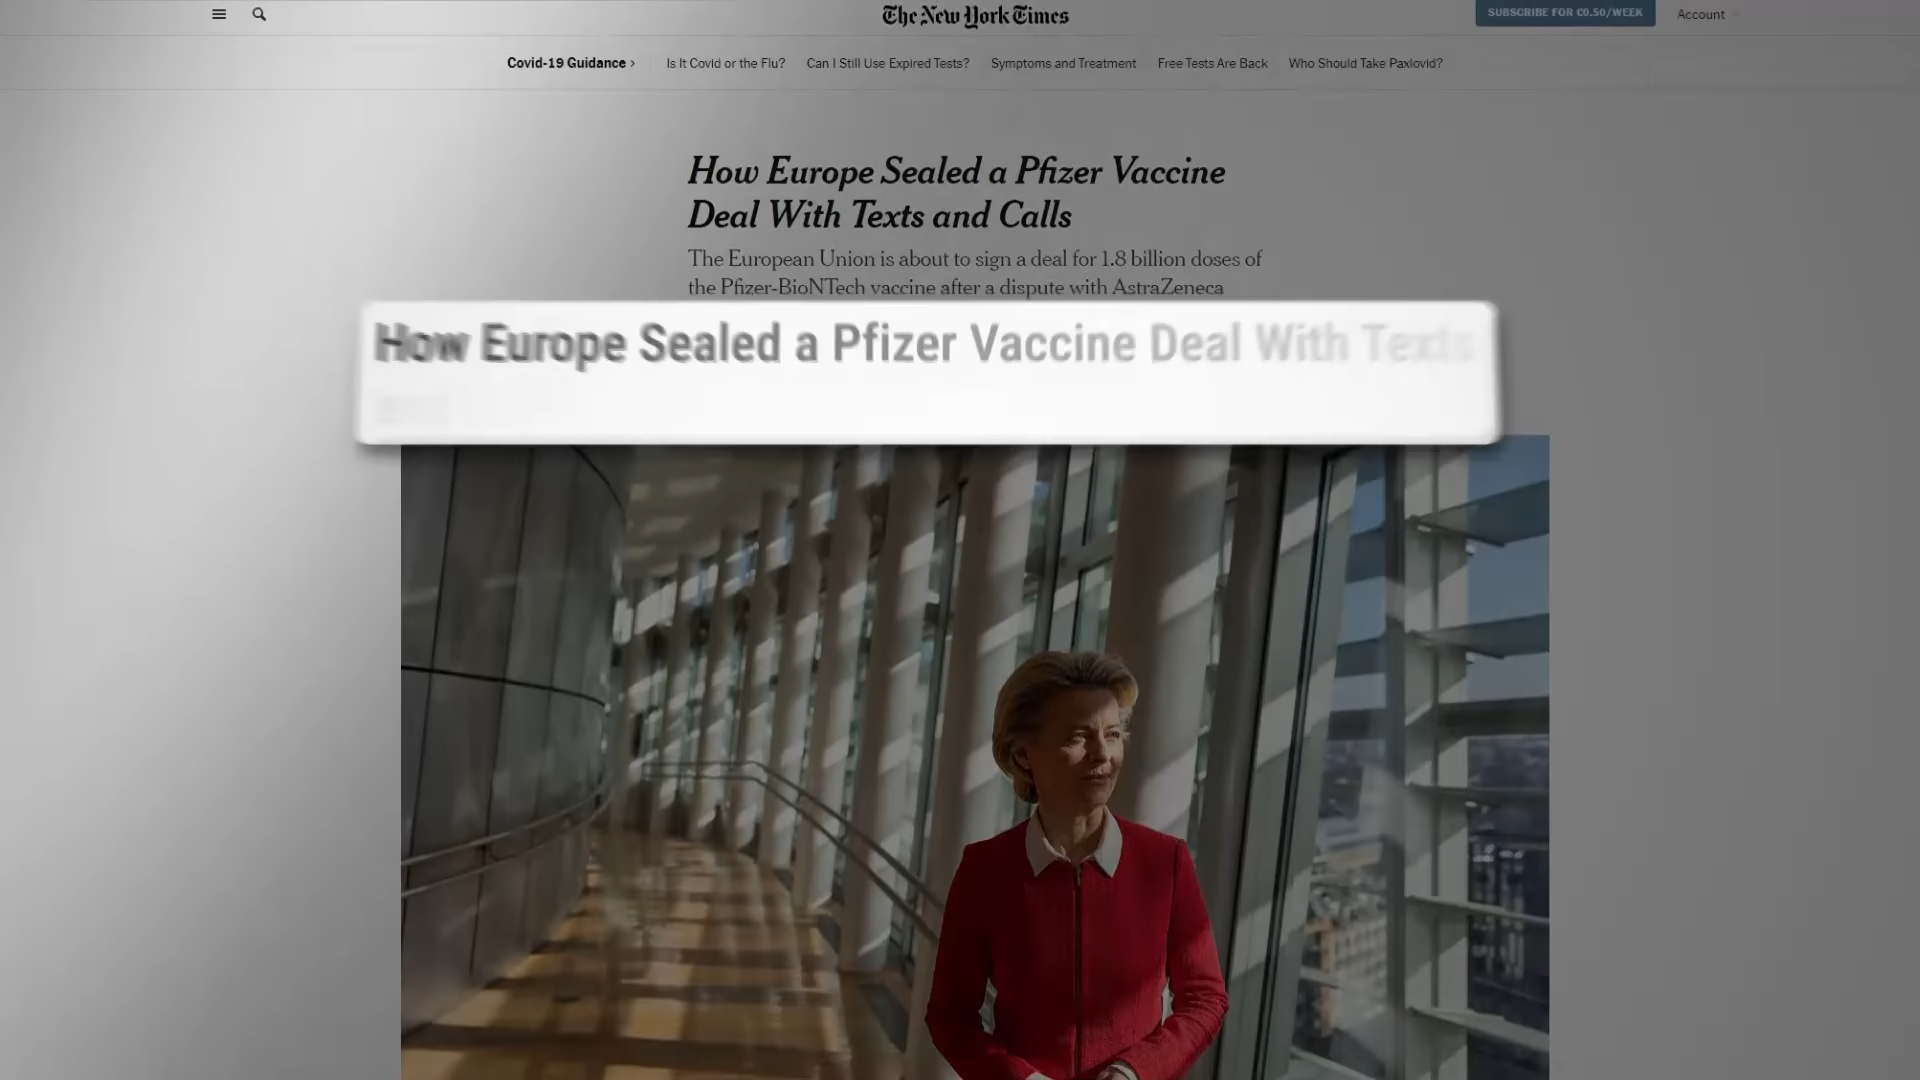 The New York Times
SUBSCRIBE FOR €0.50/WEEK
Account
Covid-19 Guidance ›
Is It Covid or the Flu?
Can I Still Use Expired Tests?
Symptoms and Treatment
Free Tests Are Back
Who Should Take Paxlovid?
How Europe Sealed a Pfizer Vaccine
Deal With Texts and Calls
The European Union is about to sign a deal for 1.8 billion doses of
the Pfizer-BioNTech vaccine after a dispute with AstraZeneca
How Europe Sealed a Pfizer Vaccine Deal With Texts
and